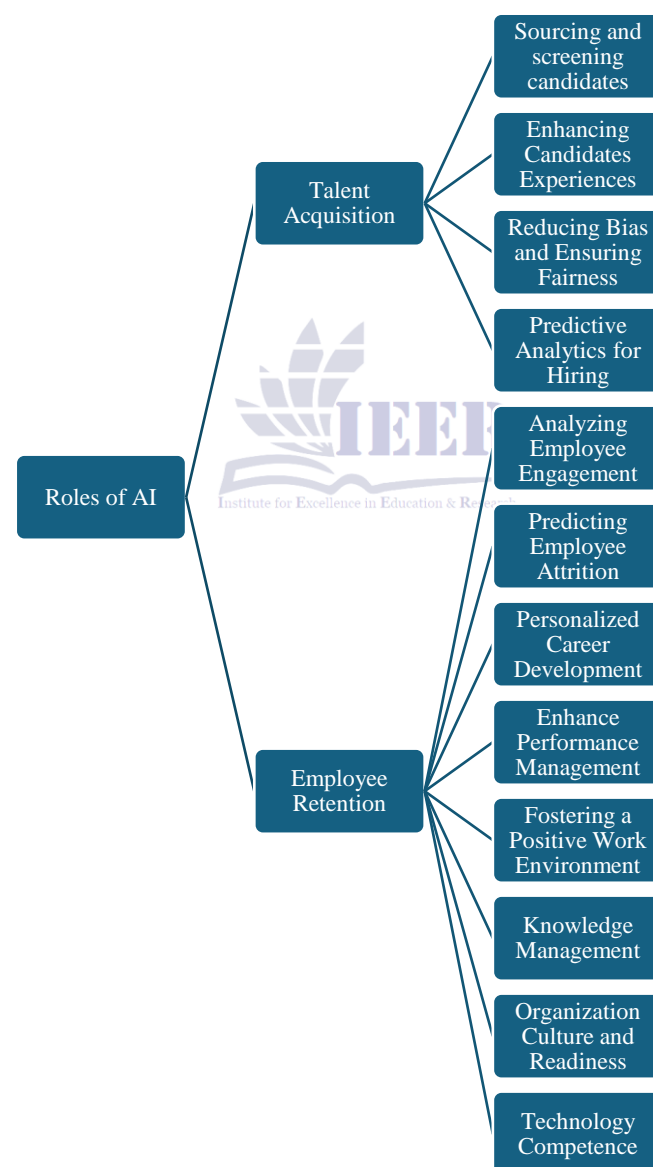 Sourcing and
screening
candidates
Enhancing
Candidates
Experiences
Talent
Acquisition
Reducing Bias
and Ensuring
Fairness
Predictive
Analytics for
Hiring
IEER
Analyzing
Employee
Engagement
Roles of AI
Institute for Excellence in Education & Research
Predicting
Employee
Attrition
Personalized
Career
Development
Enhance
Performance
Management
Employee
Retention
Fostering a
Positive Work
Environment
Knowledge
Management
Organization
Culture and
Readiness
Technology
Competence